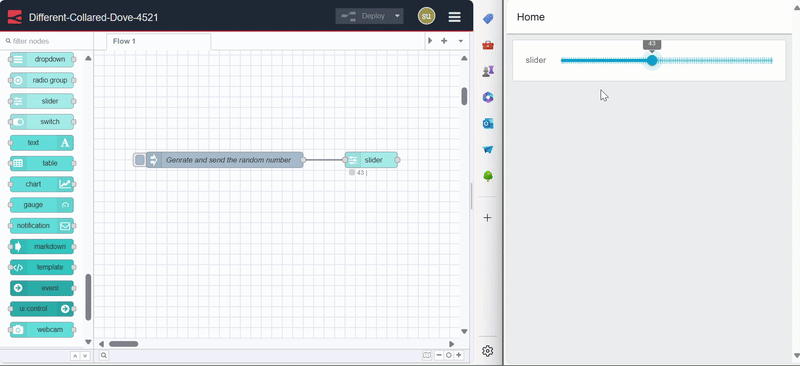 Different-Collared-Dove-4521
Deploy
su
filter nodes
Flow 1
dropdown
radio group
slider
switch
text
table
chart
gauge
notification
markdown
template
event
ui control
webcam
Genrate and send the random number
slider
43 |
Home
43
slider